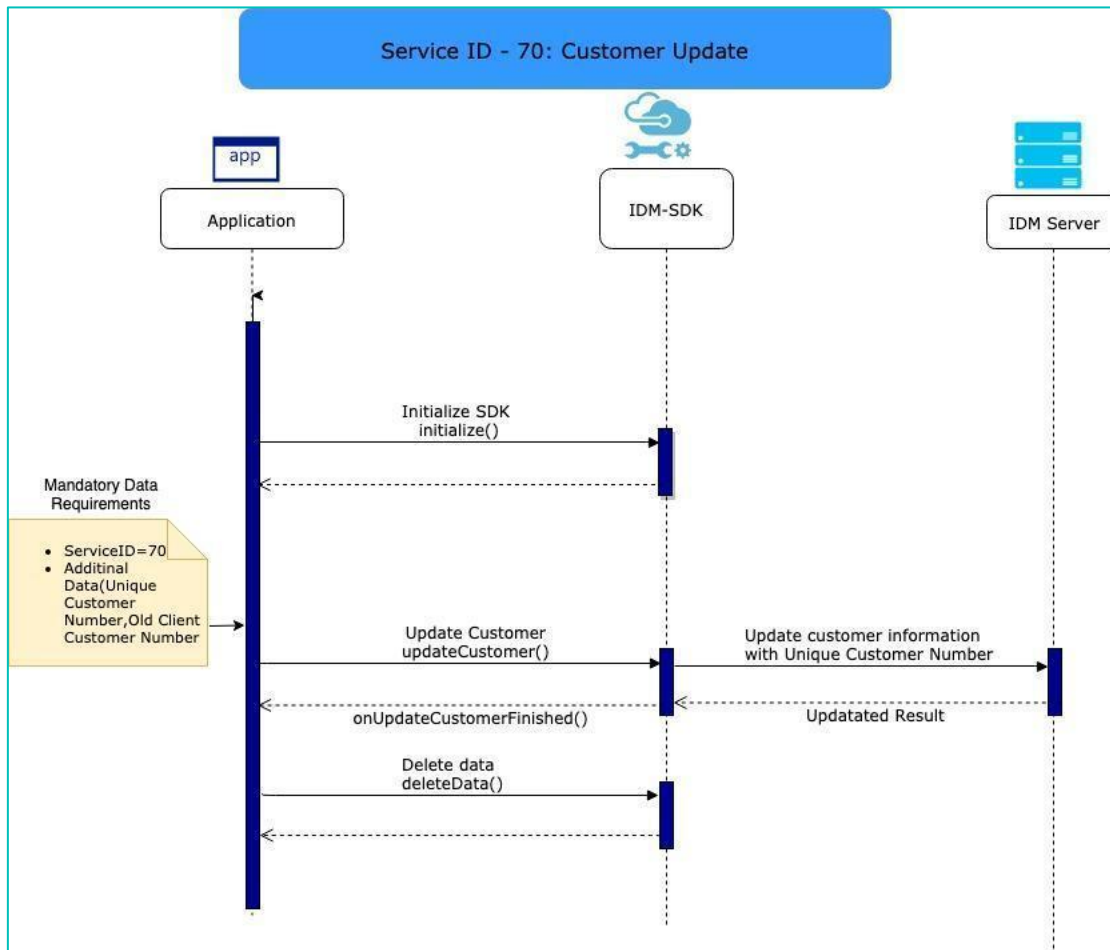 Service ID - 70: Customer Update
app
Application
IDM-SDK
IDM Server
Initialize SDK
initialize()
Mandatory Data
Requirements
• ServiceID=70
• Additinal
Data(Unique
Customer
Number,Old Client
Customer Number
Update Customer
updateCustomer()
Update customer information
with Unique Customer Number
onUpdateCustomerFinished()
Updatated Result
Delete data
deleteData()